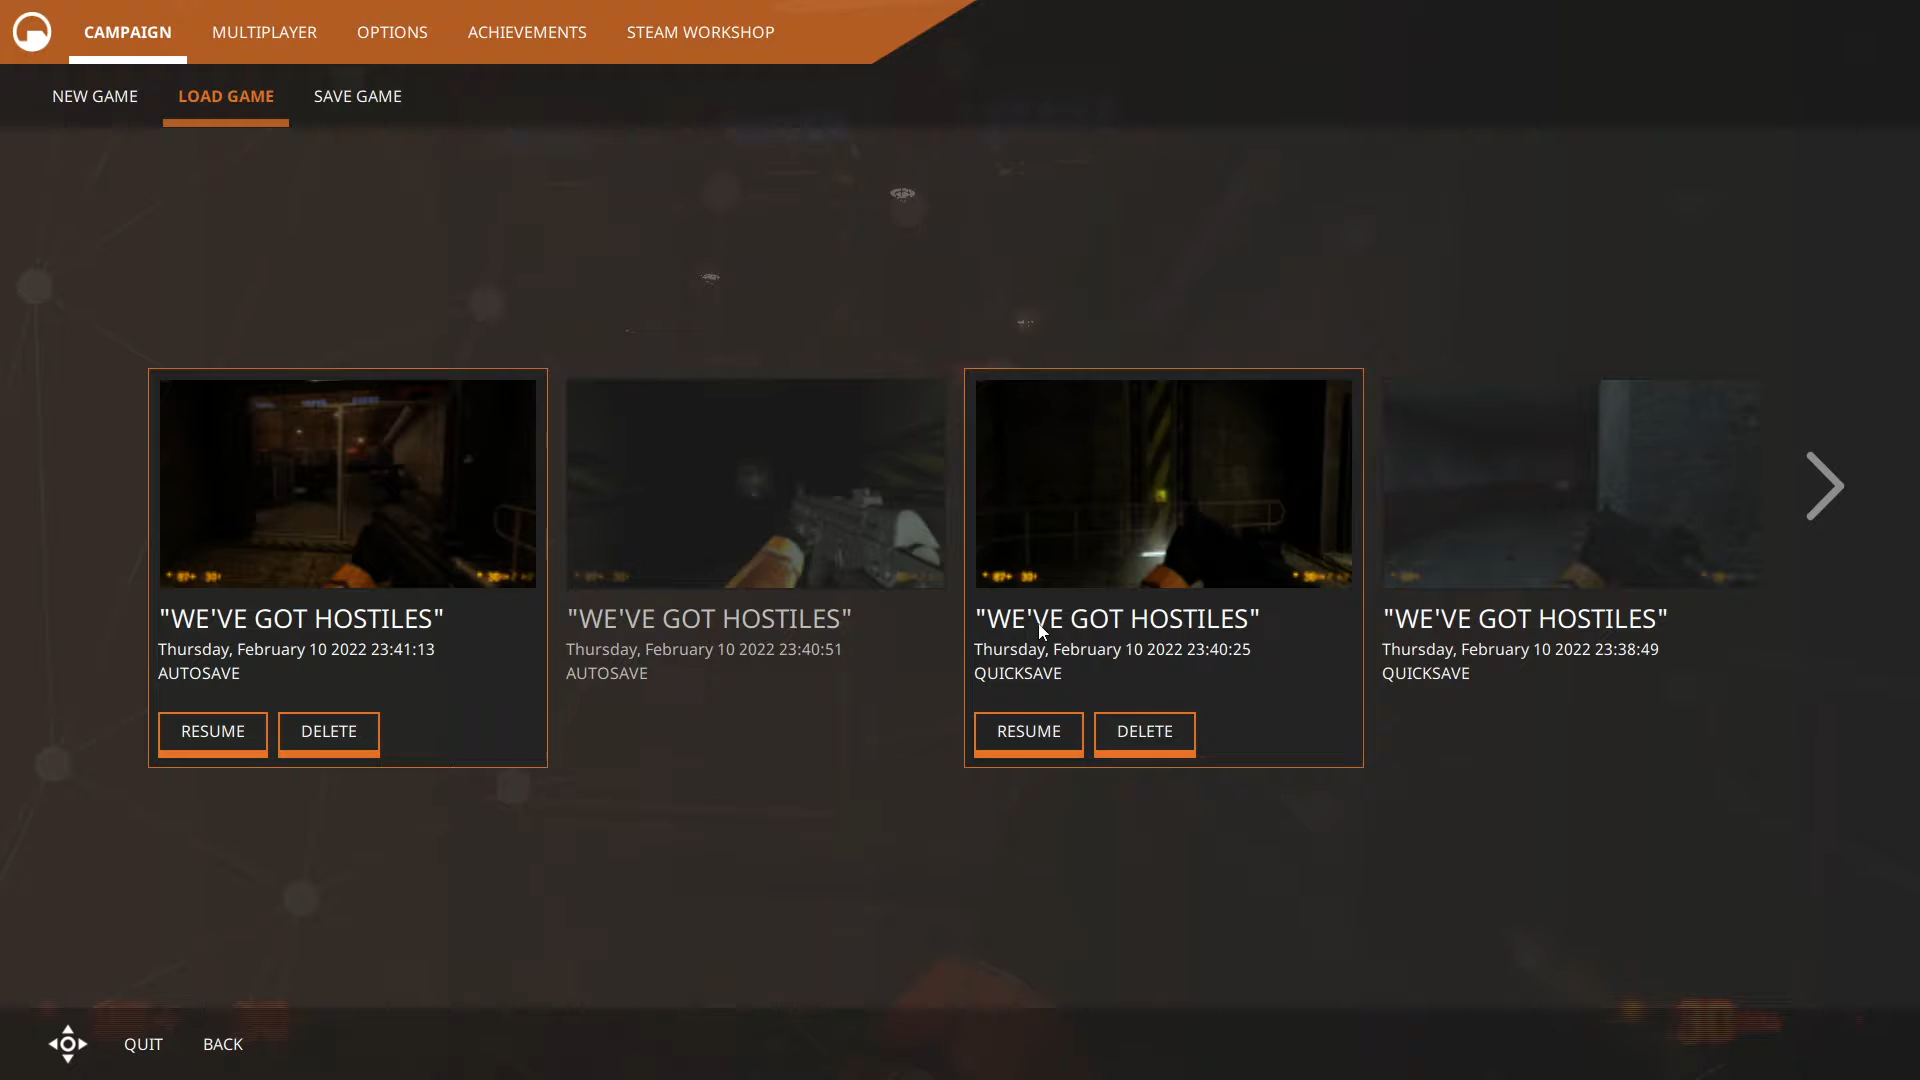 CAMPAIGN MULTIPLAYER OPTIONS ACHIEVEMENTS STEAM WORKSHOP
NEW GAME LOAD GAME SAVE GAME
"WE'VE GOT HOSTILES"
Thursday, February 10 2022 23:41:13
AUTOSAVE
RESUME DELETE
"WE'VE GOT HOSTILES"
Thursday, February 10 2022 23:40:51
AUTOSAVE
"WE'VE GOT HOSTILES"
Thursday, February 10 2022 23:40:25
QUICKSAVE
RESUME DELETE
"WE'VE GOT HOSTILES"
Thursday, February 10 2022 23:38:49
QUICKSAVE
QUIT BACK